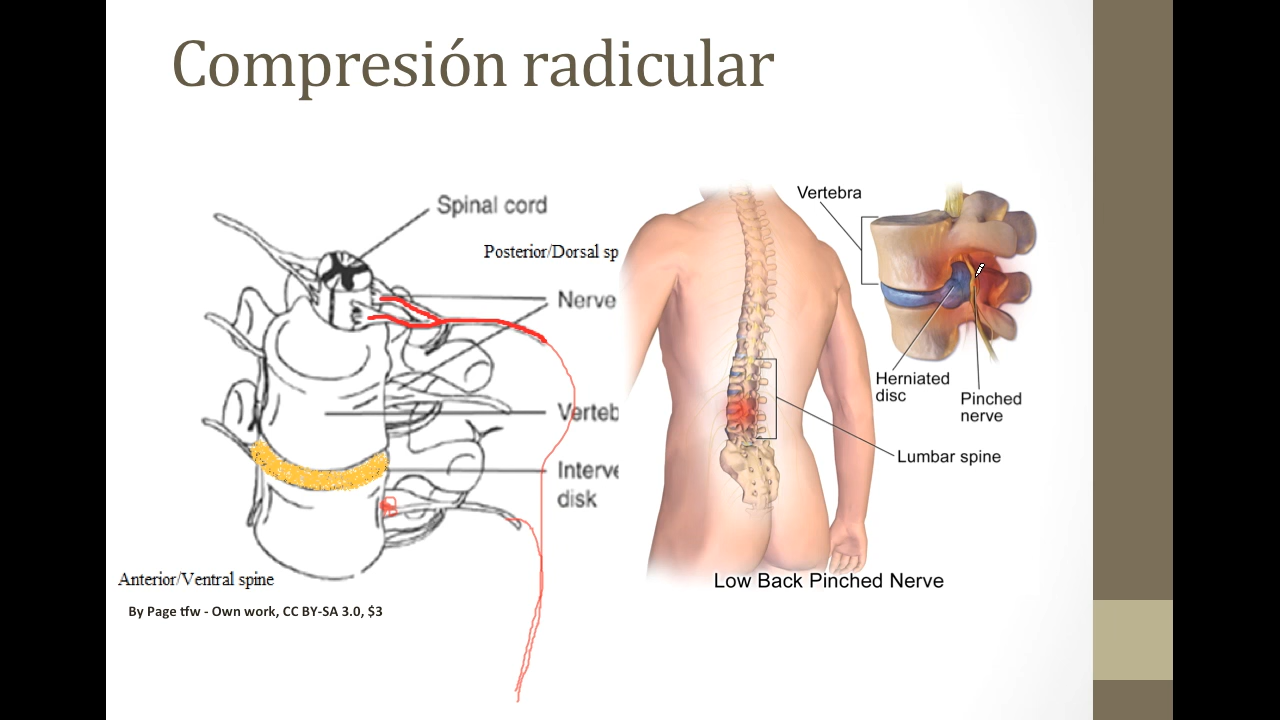 Compresión radicular
Spinal cord
Posterior/Dorsal sp
Nerve
Verteb
Interve
disk
Anterior/Ventral spine
By Page tfw - Own work, CC BY-SA 3.0, $3
Vertebra
Herniated
disc
Pinched
nerve
Lumbar spine
Low Back Pinched Nerve